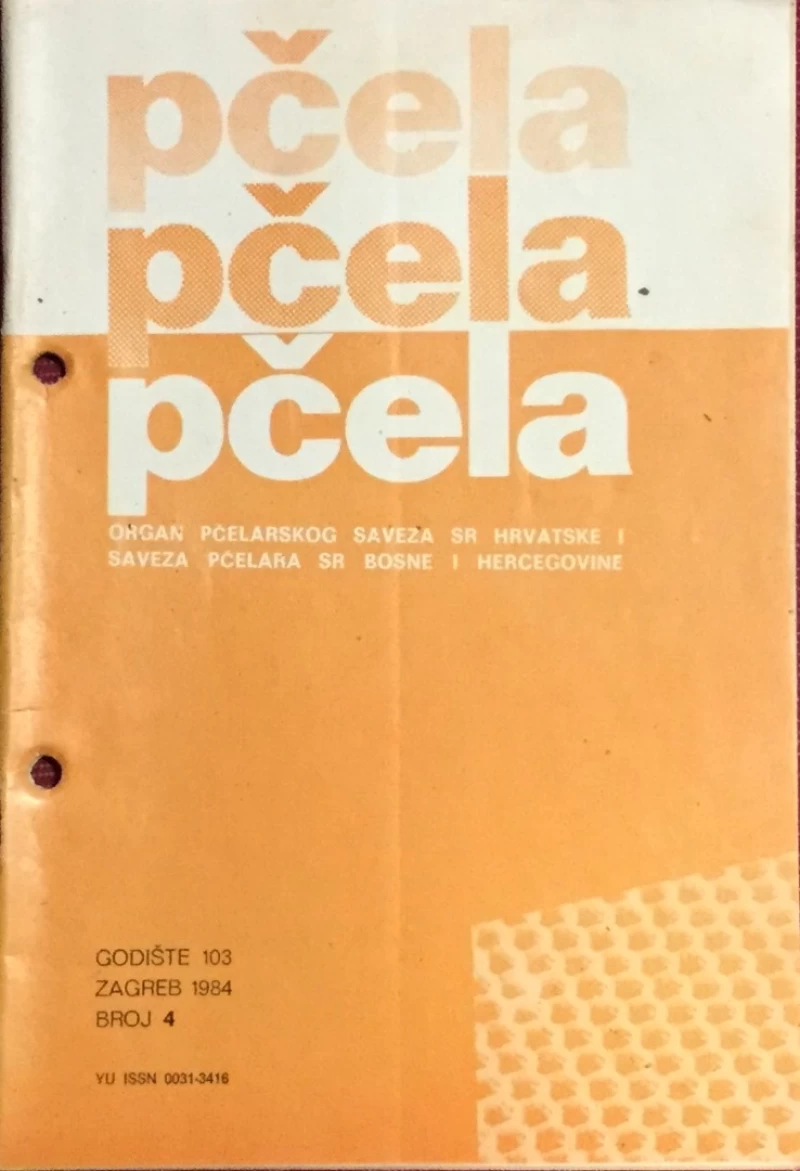 pčela
pčela
pčela
ORGAN PČELARSKOG SAVEZA SR HRVATSKE I
SAVEZA PČELARA SR BOSNE I HERCEGOVINE
GODIŠTE 103
ZAGREB 1984
BROJ 4
YU ISSN 0031-3416